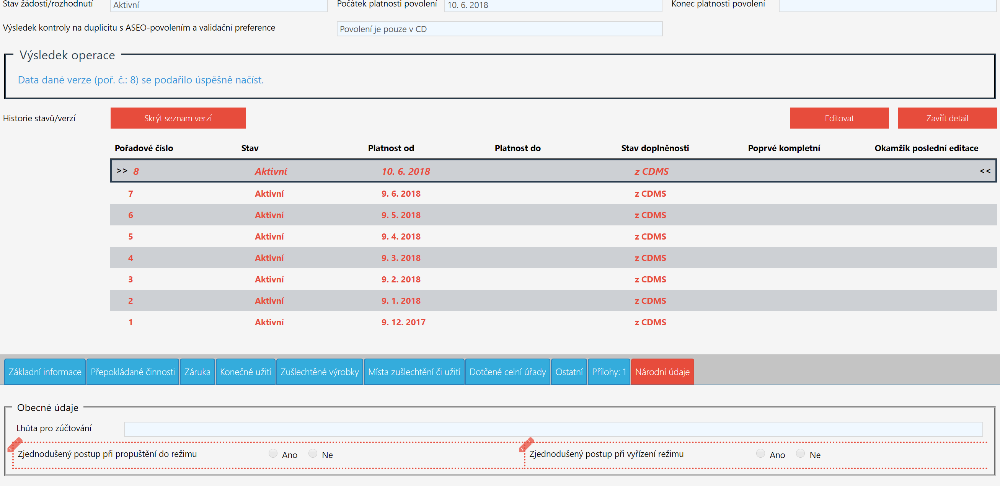 Stav žádosti/rozhodnutí Aktivní Počátek platnosti povolení 10. 6. 2018 Konec platnosti povolení
Výsledek kontroly na duplicitu s ASEO-povolením a validační preference Povolení je pouze v CD
Výsledek operace
Data dané verze (poř. č.: 8) se podařilo úspěšně načíst.
Historie stavů/verzí Skrýt seznam verzí Editovat Zavřít detail
Pořadové číslo Stav Platnost od Platnost do Stav doplněnosti Poprvé kompletní Okamžik poslední editace
>> 8 Aktivní 10. 6. 2018 z CDMS <<
7 Aktivní 9. 6. 2018 z CDMS
6 Aktivní 9. 5. 2018 z CDMS
5 Aktivní 9. 4. 2018 z CDMS
4 Aktivní 9. 3. 2018 z CDMS
3 Aktivní 9. 2. 2018 z CDMS
2 Aktivní 9. 1. 2018 z CDMS
1 Aktivní 9. 12. 2017 z CDMS
Základní informace Přepokládané činnosti Záruka Konečné užití Zušlechtěné výrobky Místa zušlechtění či užití Dotčené celní úřady Ostatní Přílohy: 1 Národní údaje
Obecné údaje
Lhůta pro zúčtování
Zjednodušený postup při propuštění do režimu Ano Ne Zjednodušený postup při vyřízení režimu Ano Ne